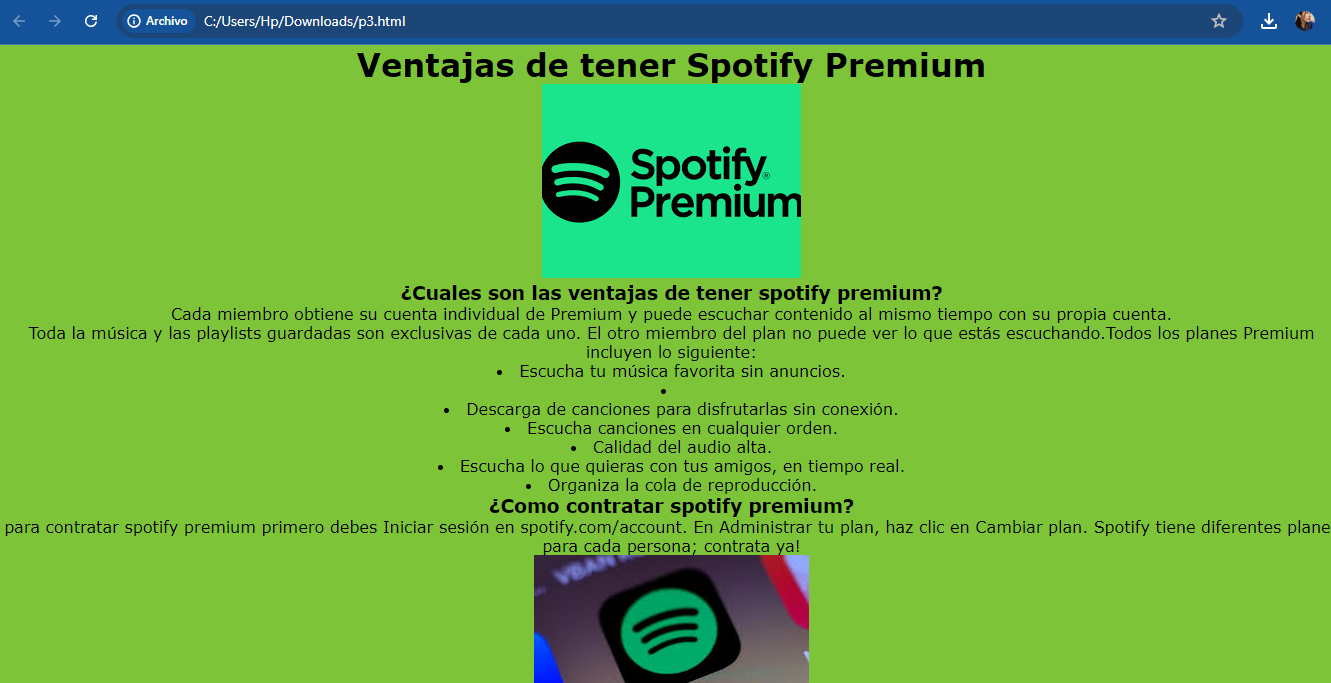 Archivo C:/Users/Hp/Downloads/p3.html
Ventajas de tener Spotify Premium
Spotify®
Premium
¿Cuales son las ventajas de tener spotify premium?
Cada miembro obtiene su cuenta individual de Premium y puede escuchar contenido al mismo tiempo con su propia cuenta.
Toda la música y las playlists guardadas son exclusivas de cada uno. El otro miembro del plan no puede ver lo que estás escuchando.Todos los planes Premium
incluyen lo siguiente:
• Escucha tu música favorita sin anuncios.
•
• Descarga de canciones para disfrutarlas sin conexión.
• Escucha canciones en cualquier orden.
• Calidad del audio alta.
• Escucha lo que quieras con tus amigos, en tiempo real.
• Organiza la cola de reproducción.
¿Como contratar spotify premium?
para contratar spotify premium primero debes Iniciar sesión en spotify.com/account. En Administrar tu plan, haz clic en Cambiar plan. Spotify tiene diferentes plane
para cada persona; contrata ya!